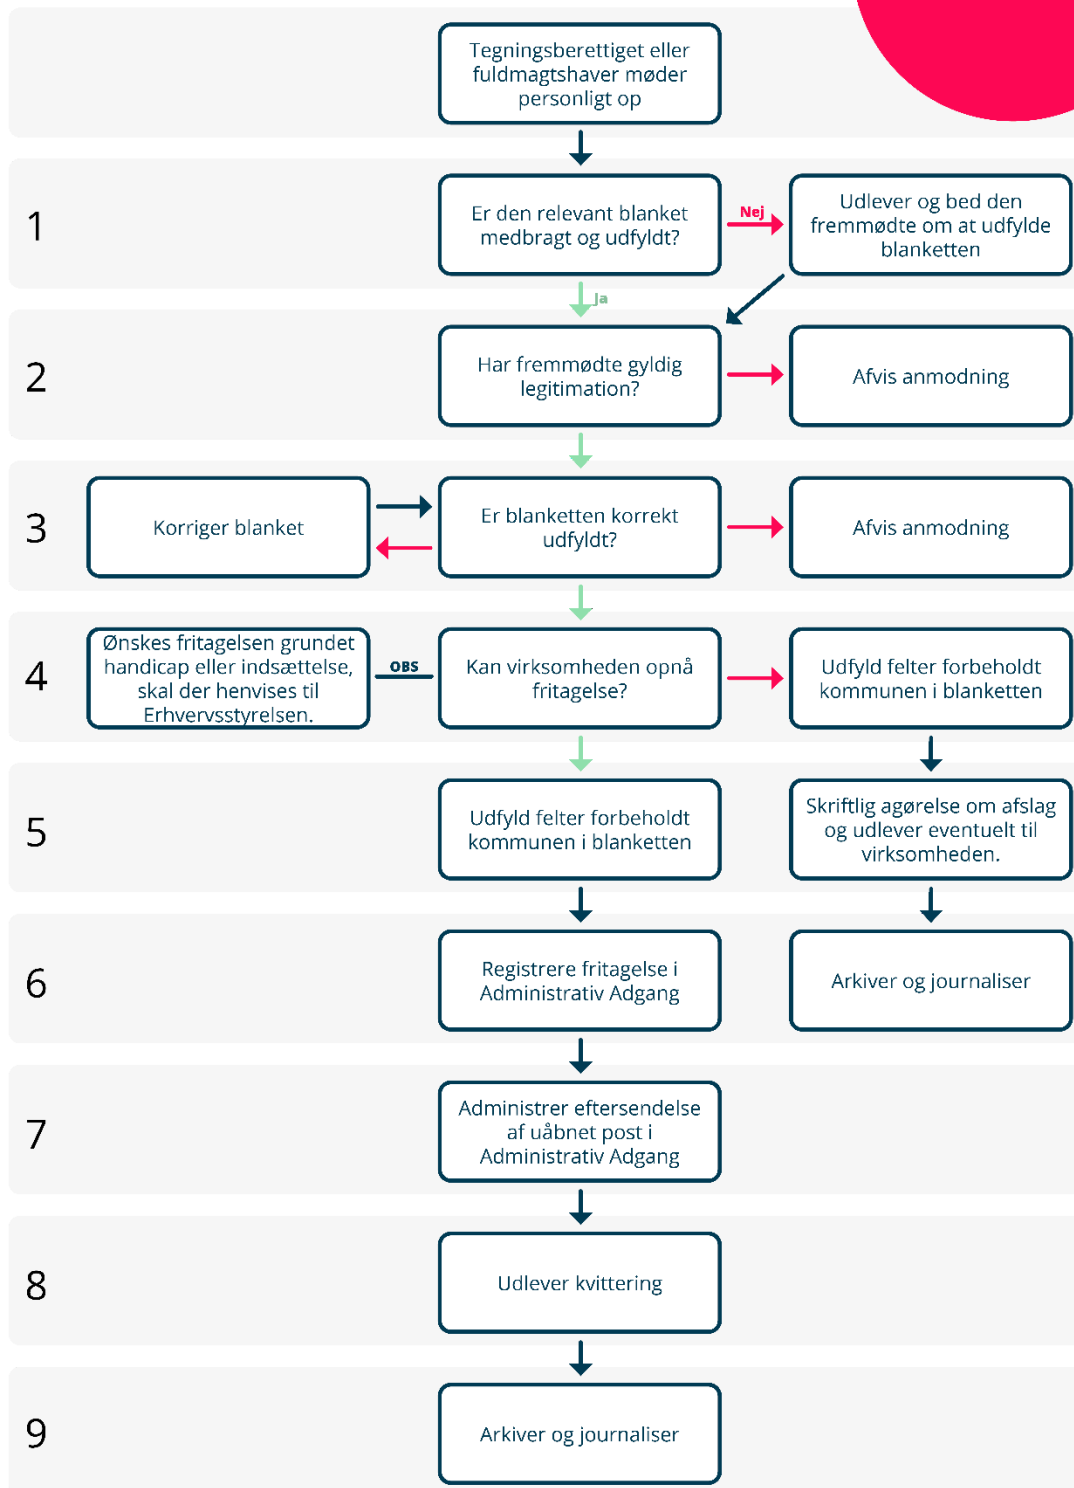 Tegningsberettiget eller
fuldmagtshaver møder
personligt op
1
Er den relevant blanket
medbragt og udfyldt?
Nej
Udlever og bed den
fremmødte om at udfylde
blanketten
Ja
2
Har fremmødte gyldig
legitimation?
Afvis anmodning
3
Korriger blanket
Er blanketten korrekt
udfyldt?
Afvis anmodning
4
Ønskes fritagelsen grundet
handicap eller indsættelse,
skal der henvises til
Erhvervsstyrelsen.
OBS
Kan virksomheden opnå
fritagelse?
Udfyld felter forbeholdt
kommunen i blanketten
5
Udfyld felter forbeholdt
kommunen i blanketten
Skriftlig agørelse om afslag
og udlever eventuelt til
virksomheden.
6
Registrere fritagelse i
Administrativ Adgang
Arkiver og journaliser
7
Administrer eftersendelse
af uåbnet post i
Administrativ Adgang
8
Udlever kvittering
9
Arkiver og journaliser